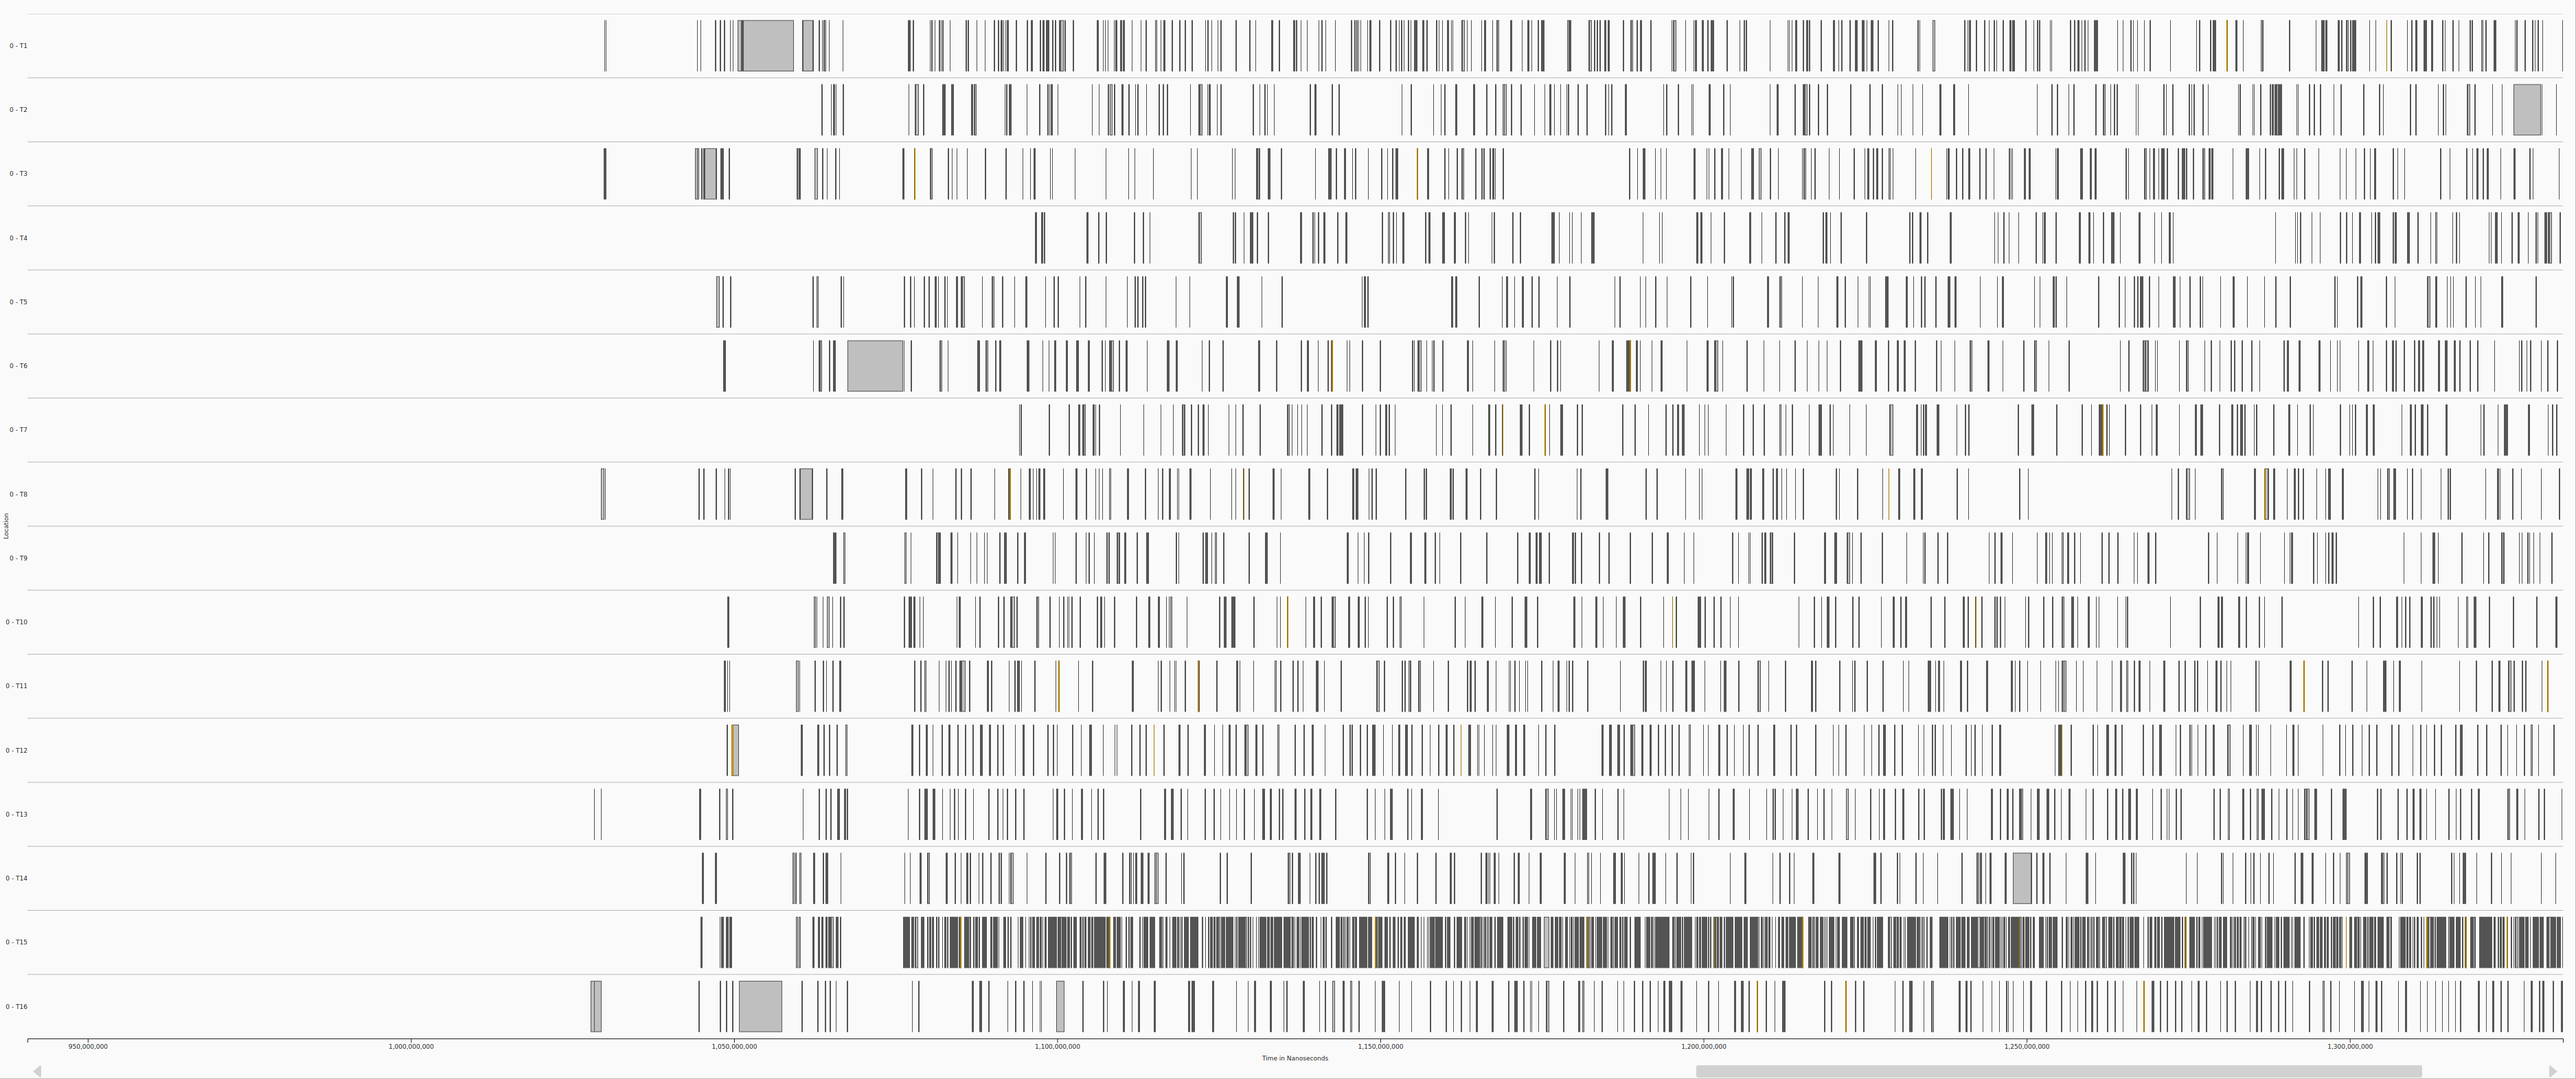 0 - T1
0 - T2
0 - T3
0 - T4
0 - T5
0 - T6
0 - T7
0 - T8
Location
0 - T9
0 - T10
0 - T11
0 - T12
0 - T13
0 - T14
0 - T15
0 - T16
950,000,000 1,000,000,000 1,050,000,000 1,100,000,000 1,150,000,000 1,200,000,000 1,250,000,000 1,300,000,000
Time in Nanoseconds